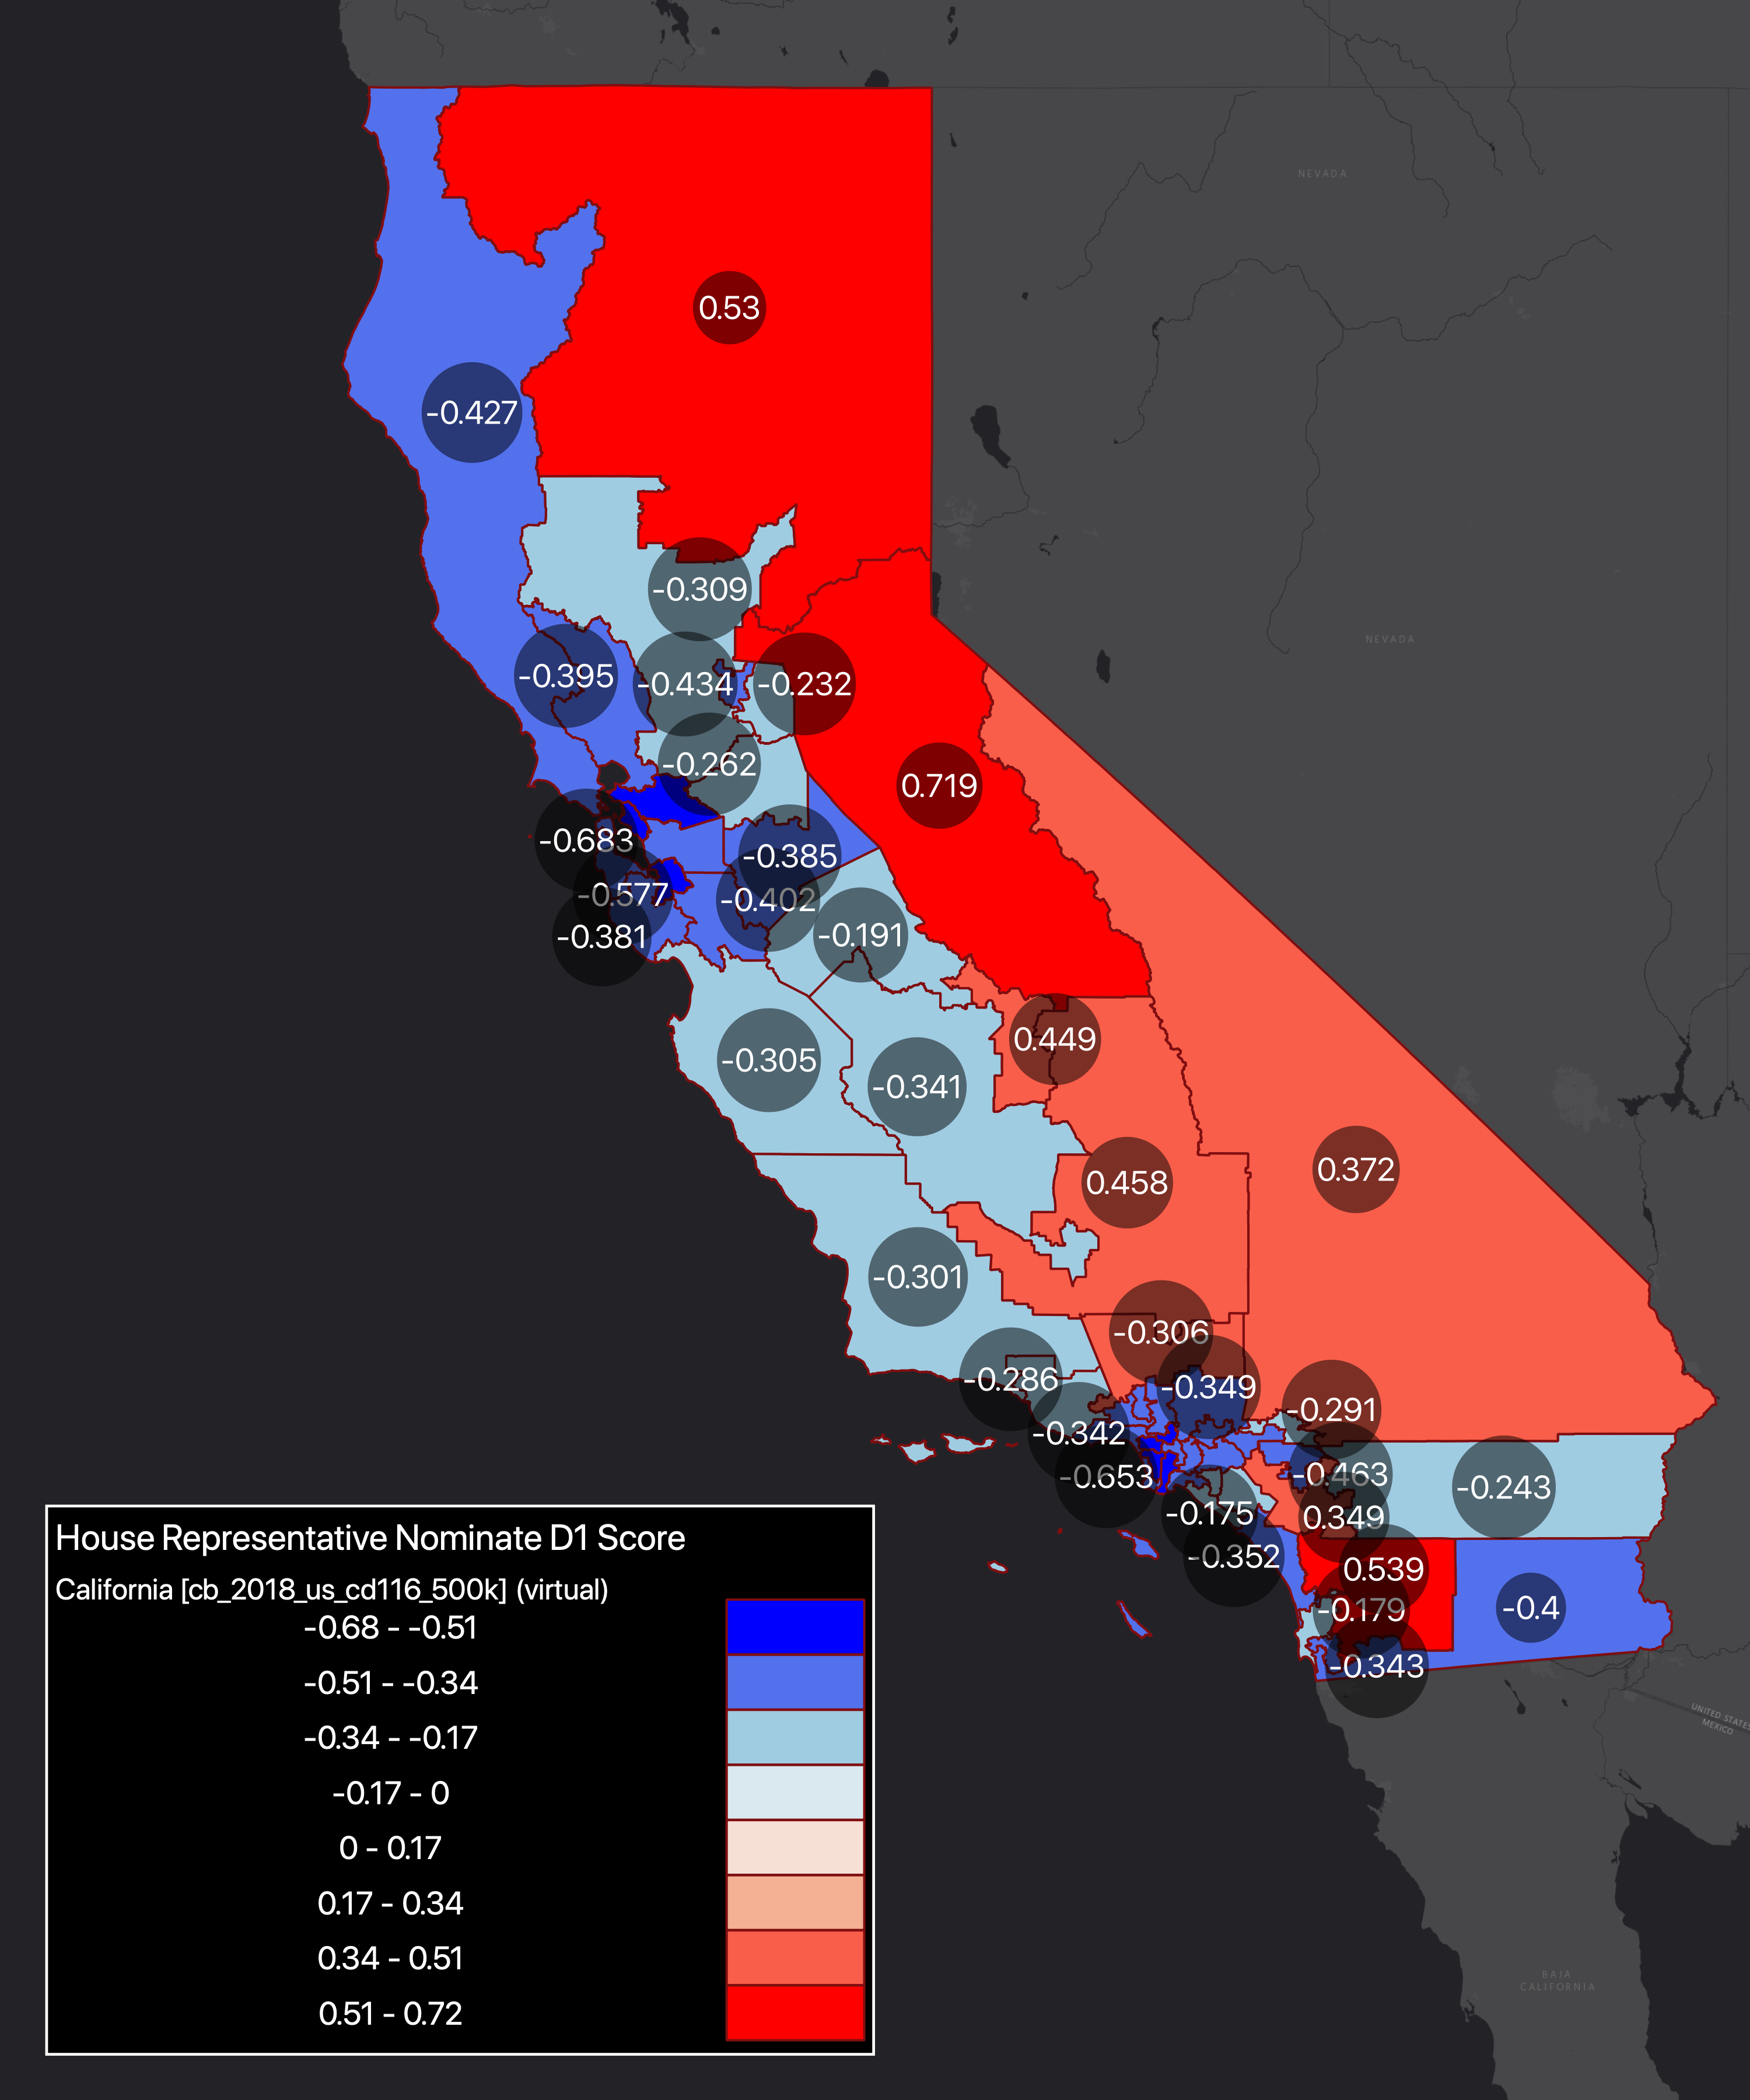 NEVADA
0.53
-0.427
-0.309
NEVADA
-0.395
-0.434
-0.232
-0.262
0.719
-0.683
-0.385
-0.577
-0.402
-0.381
-0.191
0.449
-0.305
-0.341
0.372
0.458
-0.301
-0.306
-0.286
-0.349
-0.291
-0.342
-0.653
-0.463
-0.243
-0.175
0.349
-0.352
0.539
-0.179
-0.4
-0.343
UNITED STATES
MEXICO
House Representative Nominate D1 Score
California [cb_2018_us_cd116_500k] (virtual)
-0.68 - -0.51
-0.51 - -0.34
-0.34 - -0.17
-0.17 - 0
0 - 0.17
0.17 - 0.34
0.34 - 0.51
0.51 - 0.72
BAJA
CALIFORNIA